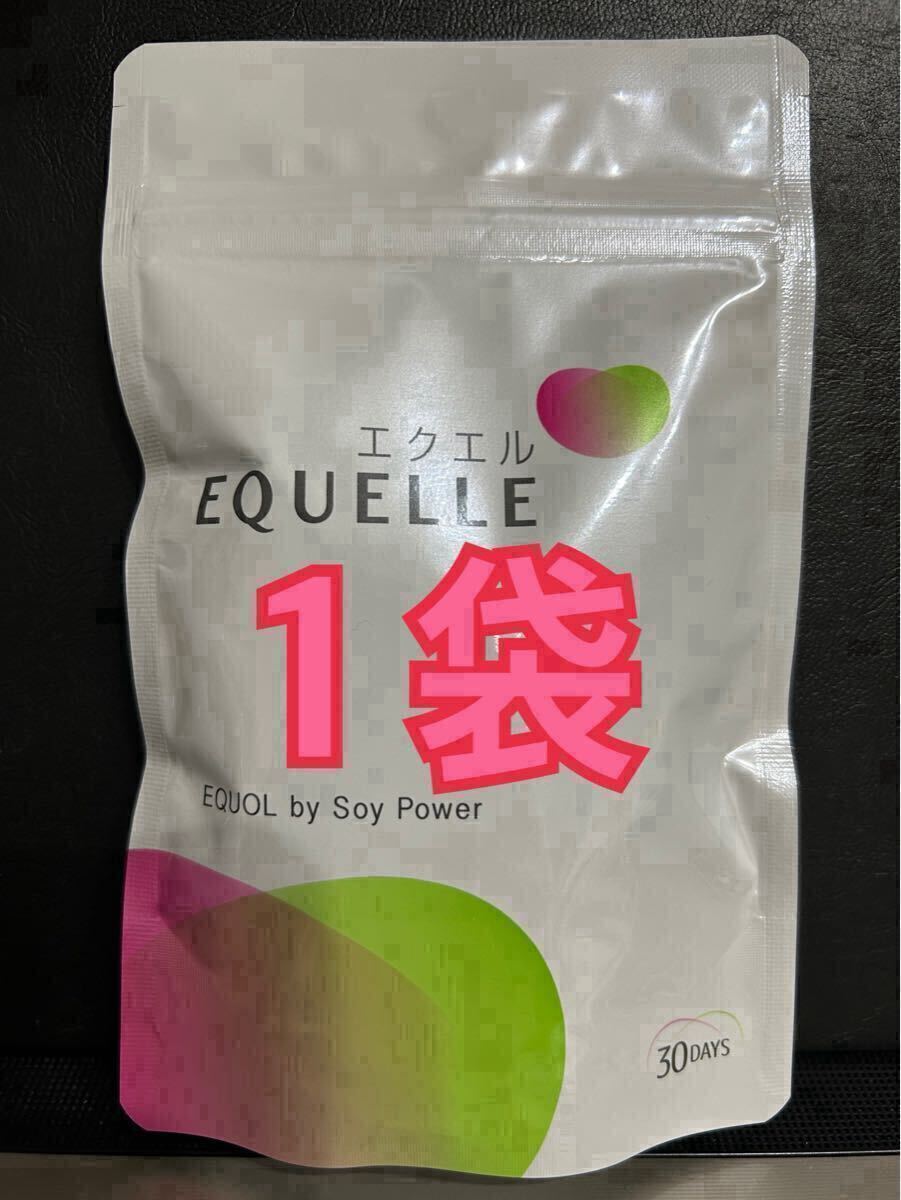 エクエル
EQUELLE
1袋
EQUOL by Soy Power
30DAYS